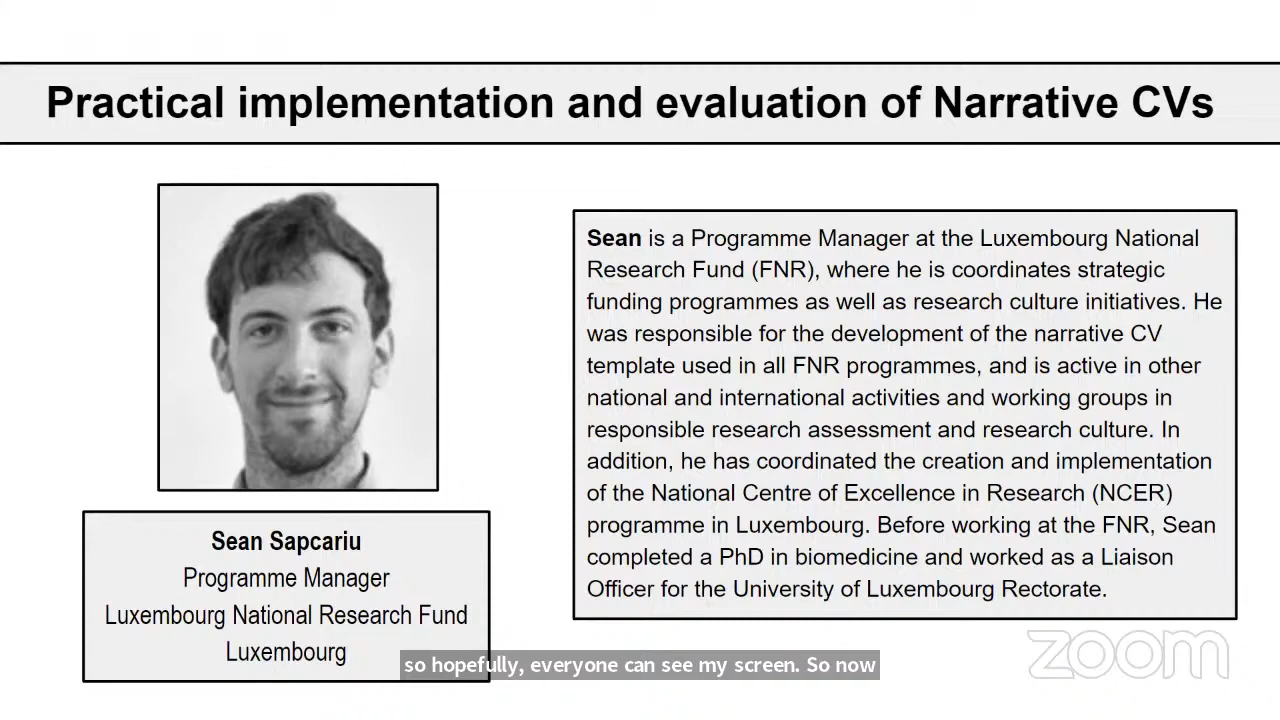 Practical implementation and evaluation of Narrative CVs
Sean Sapcariu
Programme Manager
Luxembourg National Research Fund
Luxembourg
Sean is a Programme Manager at the Luxembourg National
Research Fund (FNR), where he is coordinates strategic
funding programmes as well as research culture initiatives. He
was responsible for the development of the narrative CV
template used in all FNR programmes, and is active in other
national and international activities and working groups in
responsible research assessment and research culture. In
addition, he has coordinated the creation and implementation
of the National Centre of Excellence in Research (NCER)
programme in Luxembourg. Before working at the FNR, Sean
completed a PhD in biomedicine and worked as a Liaison
Officer for the University of Luxembourg Rectorate.
so hopefully, everyone can see my screen. So now
zoom